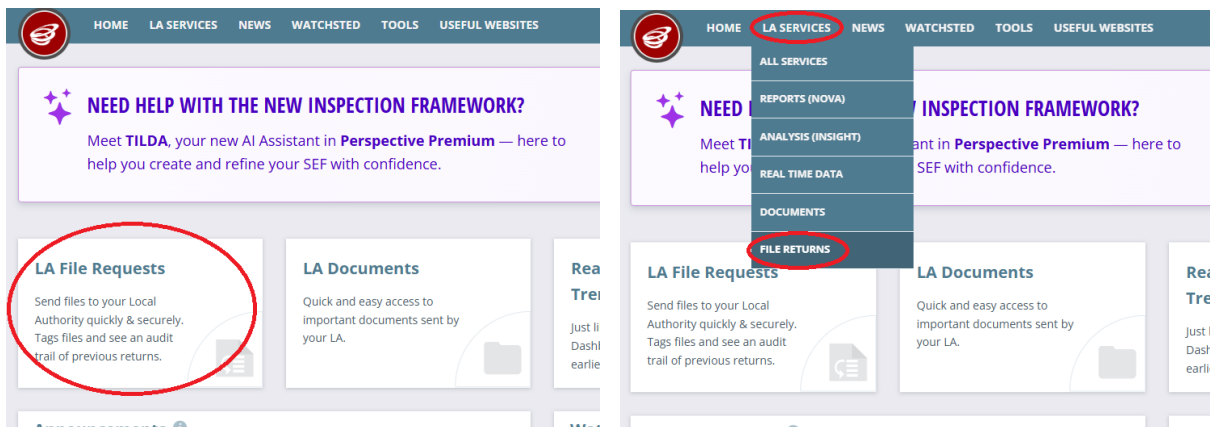 HOME LA SERVICES NEWS WATCHSTED TOOLS USEFUL WEBSITES
NEED HELP WITH THE NEW INSPECTION FRAMEWORK?
Meet TILDA, your new AI Assistant in Perspective Premium — here to
help you create and refine your SEF with confidence.
LA File Requests
Send files to your Local
Authority quickly & securely.
Tags files and see an audit
trail of previous returns.
LA Documents
Quick and easy access to
important documents sent by
your LA.
HOME LA SERVICES NEWS WATCHSTED TOOLS USEFUL WEBSITES
ALL SERVICES
REPORTS (NOVA)
ANALYSIS (INSIGHT)
REAL TIME DATA
DOCUMENTS
FILE RETURNS
NEED INSPECTION FRAMEWORK?
Meet in Perspective Premium — here to
help SEF with confidence.
LA File Requests
Send files to your Local
Authority quickly & securely.
Tags files and see an audit
trail of previous returns.
LA Documents
Quick and easy access to
important documents sent by
your LA.